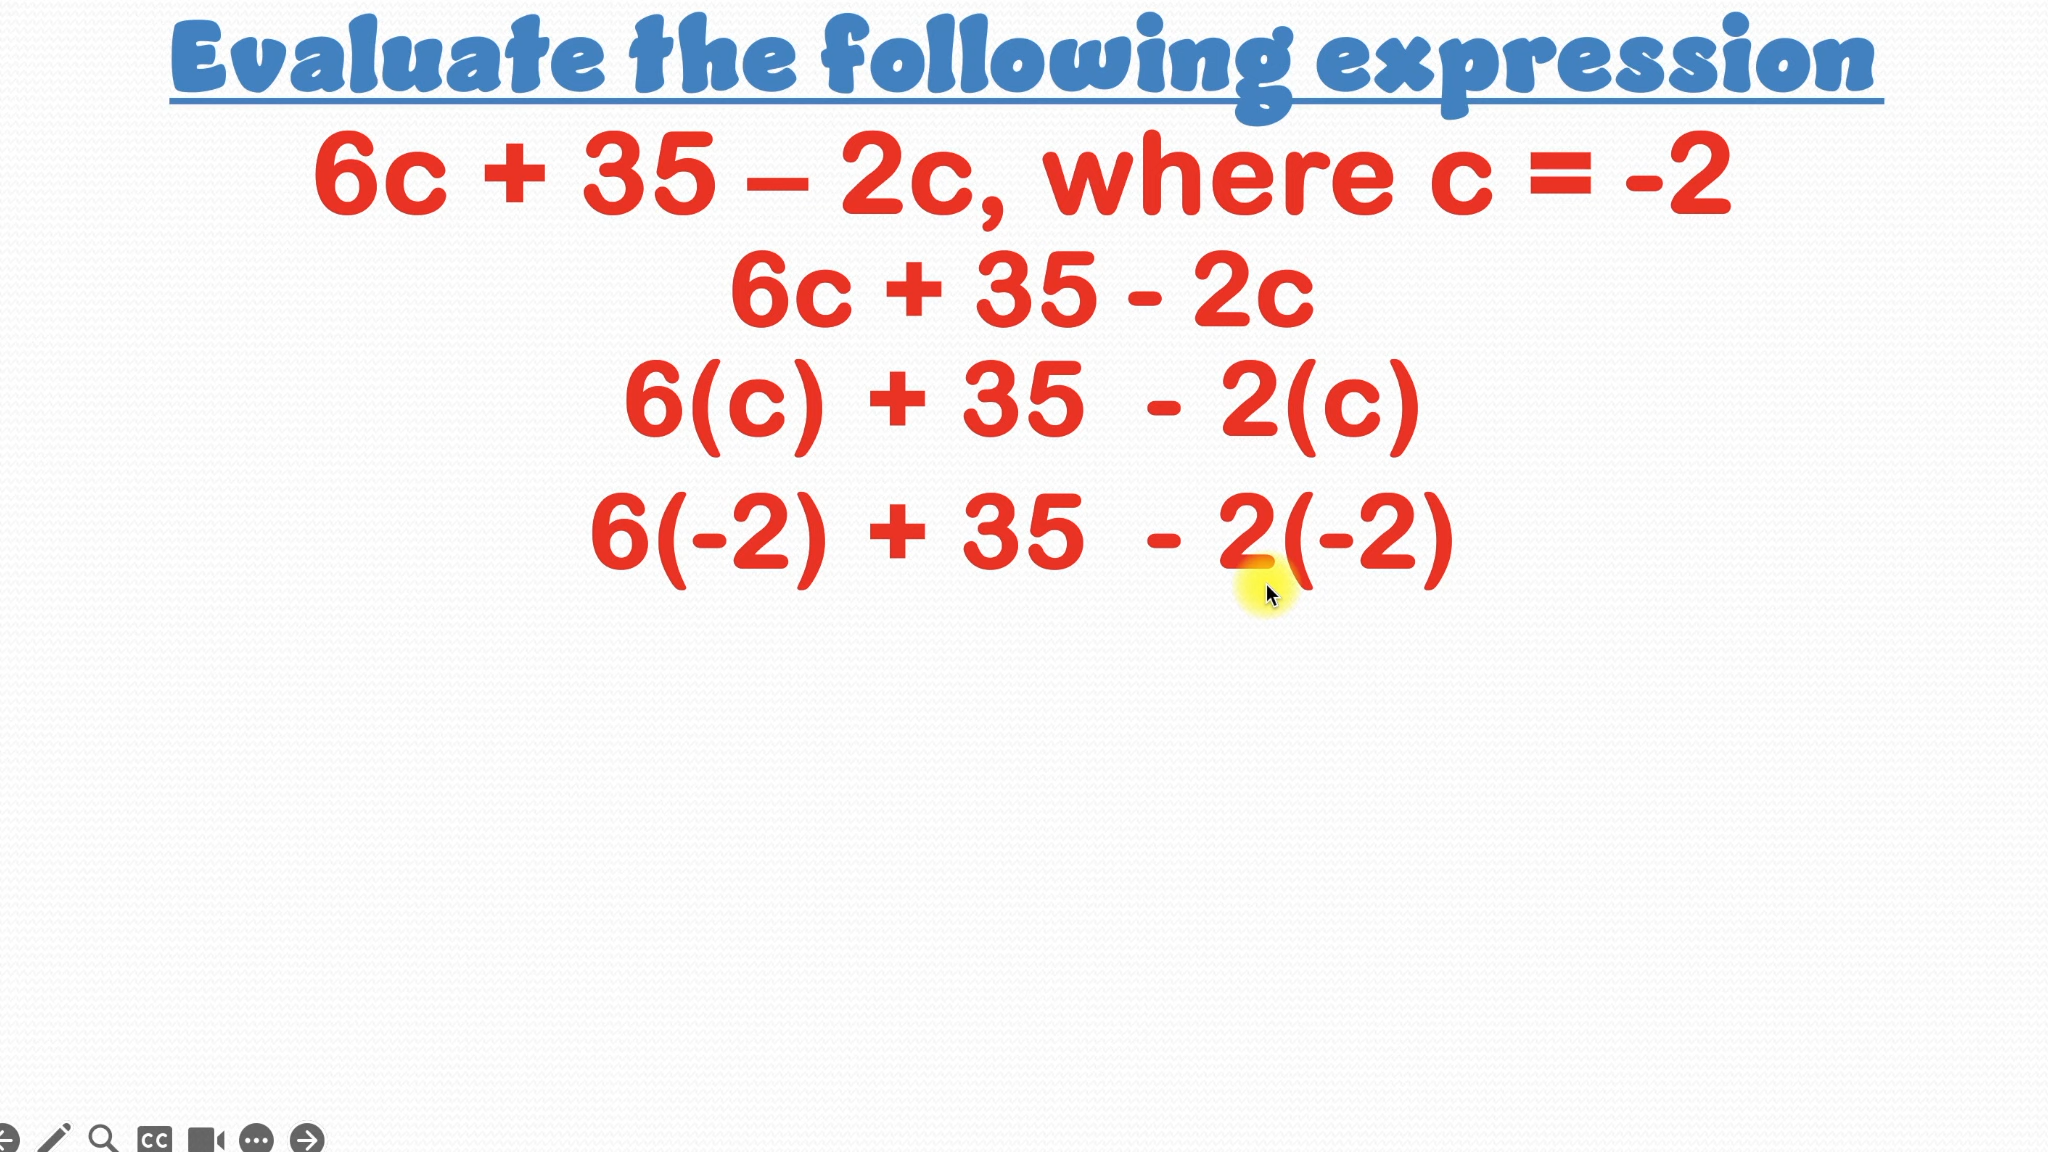 Evaluate the following expression
6c + 35 – 2c, where c = -2
6c + 35 - 2c
6(c) + 35 - 2(c)
6(-2) + 35 - 2(-2)
CC